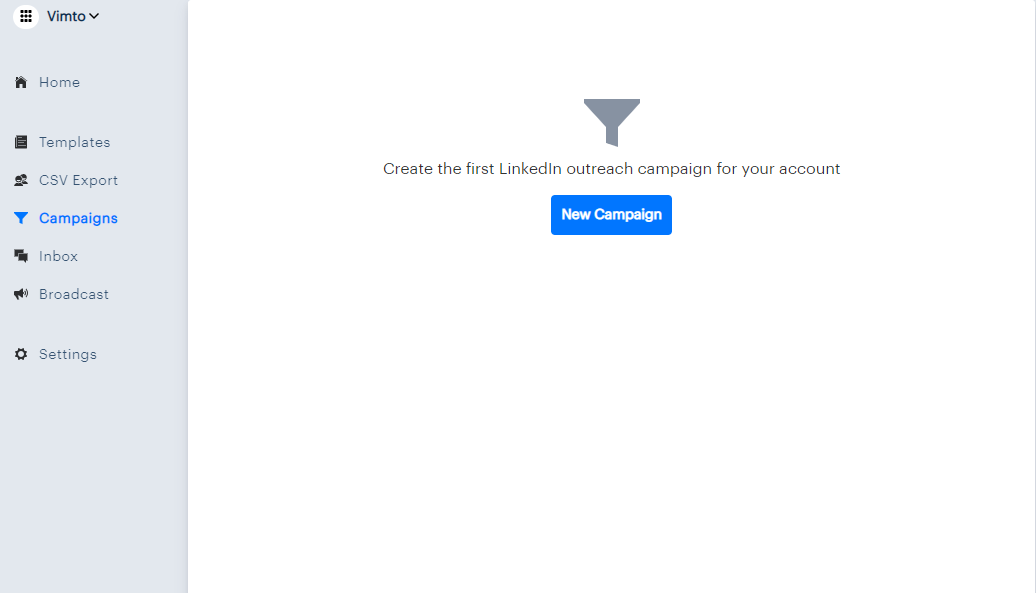 Vimto
Home
Templates
CSV Export
Campaigns
Inbox
Broadcast
Settings
Create the first LinkedIn outreach campaign for your account
New Campaign